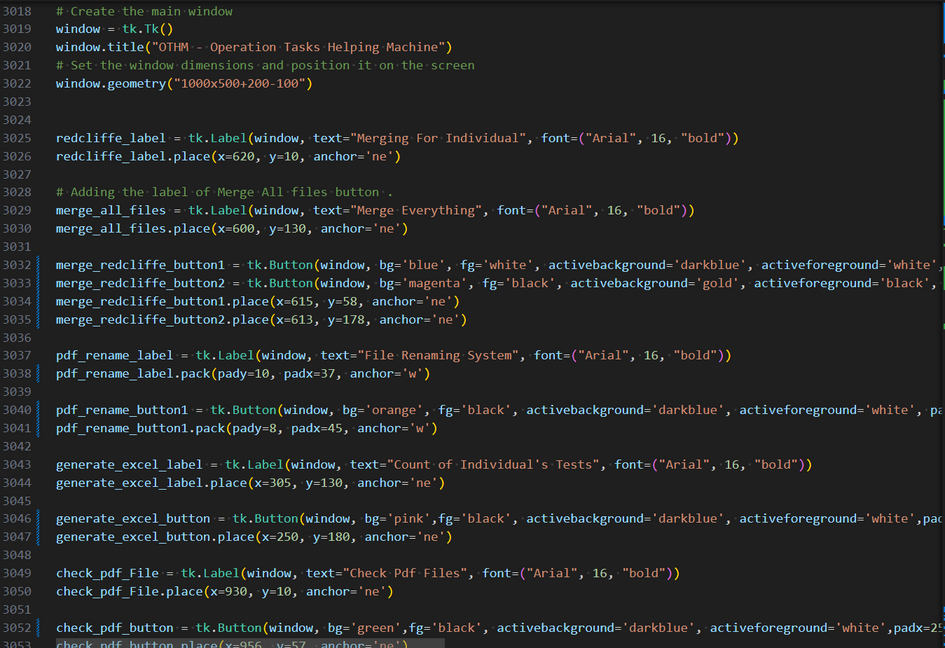 3018 # Create the main window
3019 window = tk.Tk()
3020 window.title("OTHM - Operation Tasks Helping Machine")
3021 # Set the window dimensions and position it on the screen
3022 window.geometry("1000x500+200-100")
3023
3024
3025 redcliffe_label = tk.Label(window, text="Merging For Individual", font=("Arial", 16, "bold"))
3026 redcliffe_label.place(x=620, y=10, anchor='ne')
3027
3028 # Adding the label of Merge All files button .
3029 merge_all_files = tk.Label(window, text="Merge Everything", font=("Arial", 16, "bold"))
3030 merge_all_files.place(x=600, y=130, anchor='ne')
3031
3032 merge_redcliffe_button1 = tk.Button(window, bg='blue', fg='white', activebackground='darkblue', activeforeground='white',
3033 merge_redcliffe_button2 = tk.Button(window, bg='magenta', fg='black', activebackground='gold', activeforeground='black',
3034 merge_redcliffe_button1.place(x=615, y=58, anchor='ne')
3035 merge_redcliffe_button2.place(x=613, y=178, anchor='ne')
3036
3037 pdf_rename_label = tk.Label(window, text="File Renaming System", font=("Arial", 16, "bold"))
3038 pdf_rename_label.pack(pady=10, padx=37, anchor='w')
3039
3040 pdf_rename_button1 = tk.Button(window, bg='orange', fg='black', activebackground='darkblue', activeforeground='white', pa
3041 pdf_rename_button1.pack(pady=8, padx=45, anchor='w')
3042
3043 generate_excel_label = tk.Label(window, text="Count of Individual's Tests", font=("Arial", 16, "bold"))
3044 generate_excel_label.place(x=305, y=130, anchor='ne')
3045
3046 generate_excel_button = tk.Button(window, bg='pink',fg='black', activebackground='darkblue', activeforeground='white',pad
3047 generate_excel_button.place(x=250, y=180, anchor='ne')
3048
3049 check_pdf_File = tk.Label(window, text="Check Pdf Files", font=("Arial", 16, "bold"))
3050 check_pdf_File.place(x=930, y=10, anchor='ne')
3051
3052 check_pdf_button = tk.Button(window, bg='green',fg='black', activebackground='darkblue', activeforeground='white',padx=25
3053 check_pdf_button.place(x=956, y=57, anchor='ne')